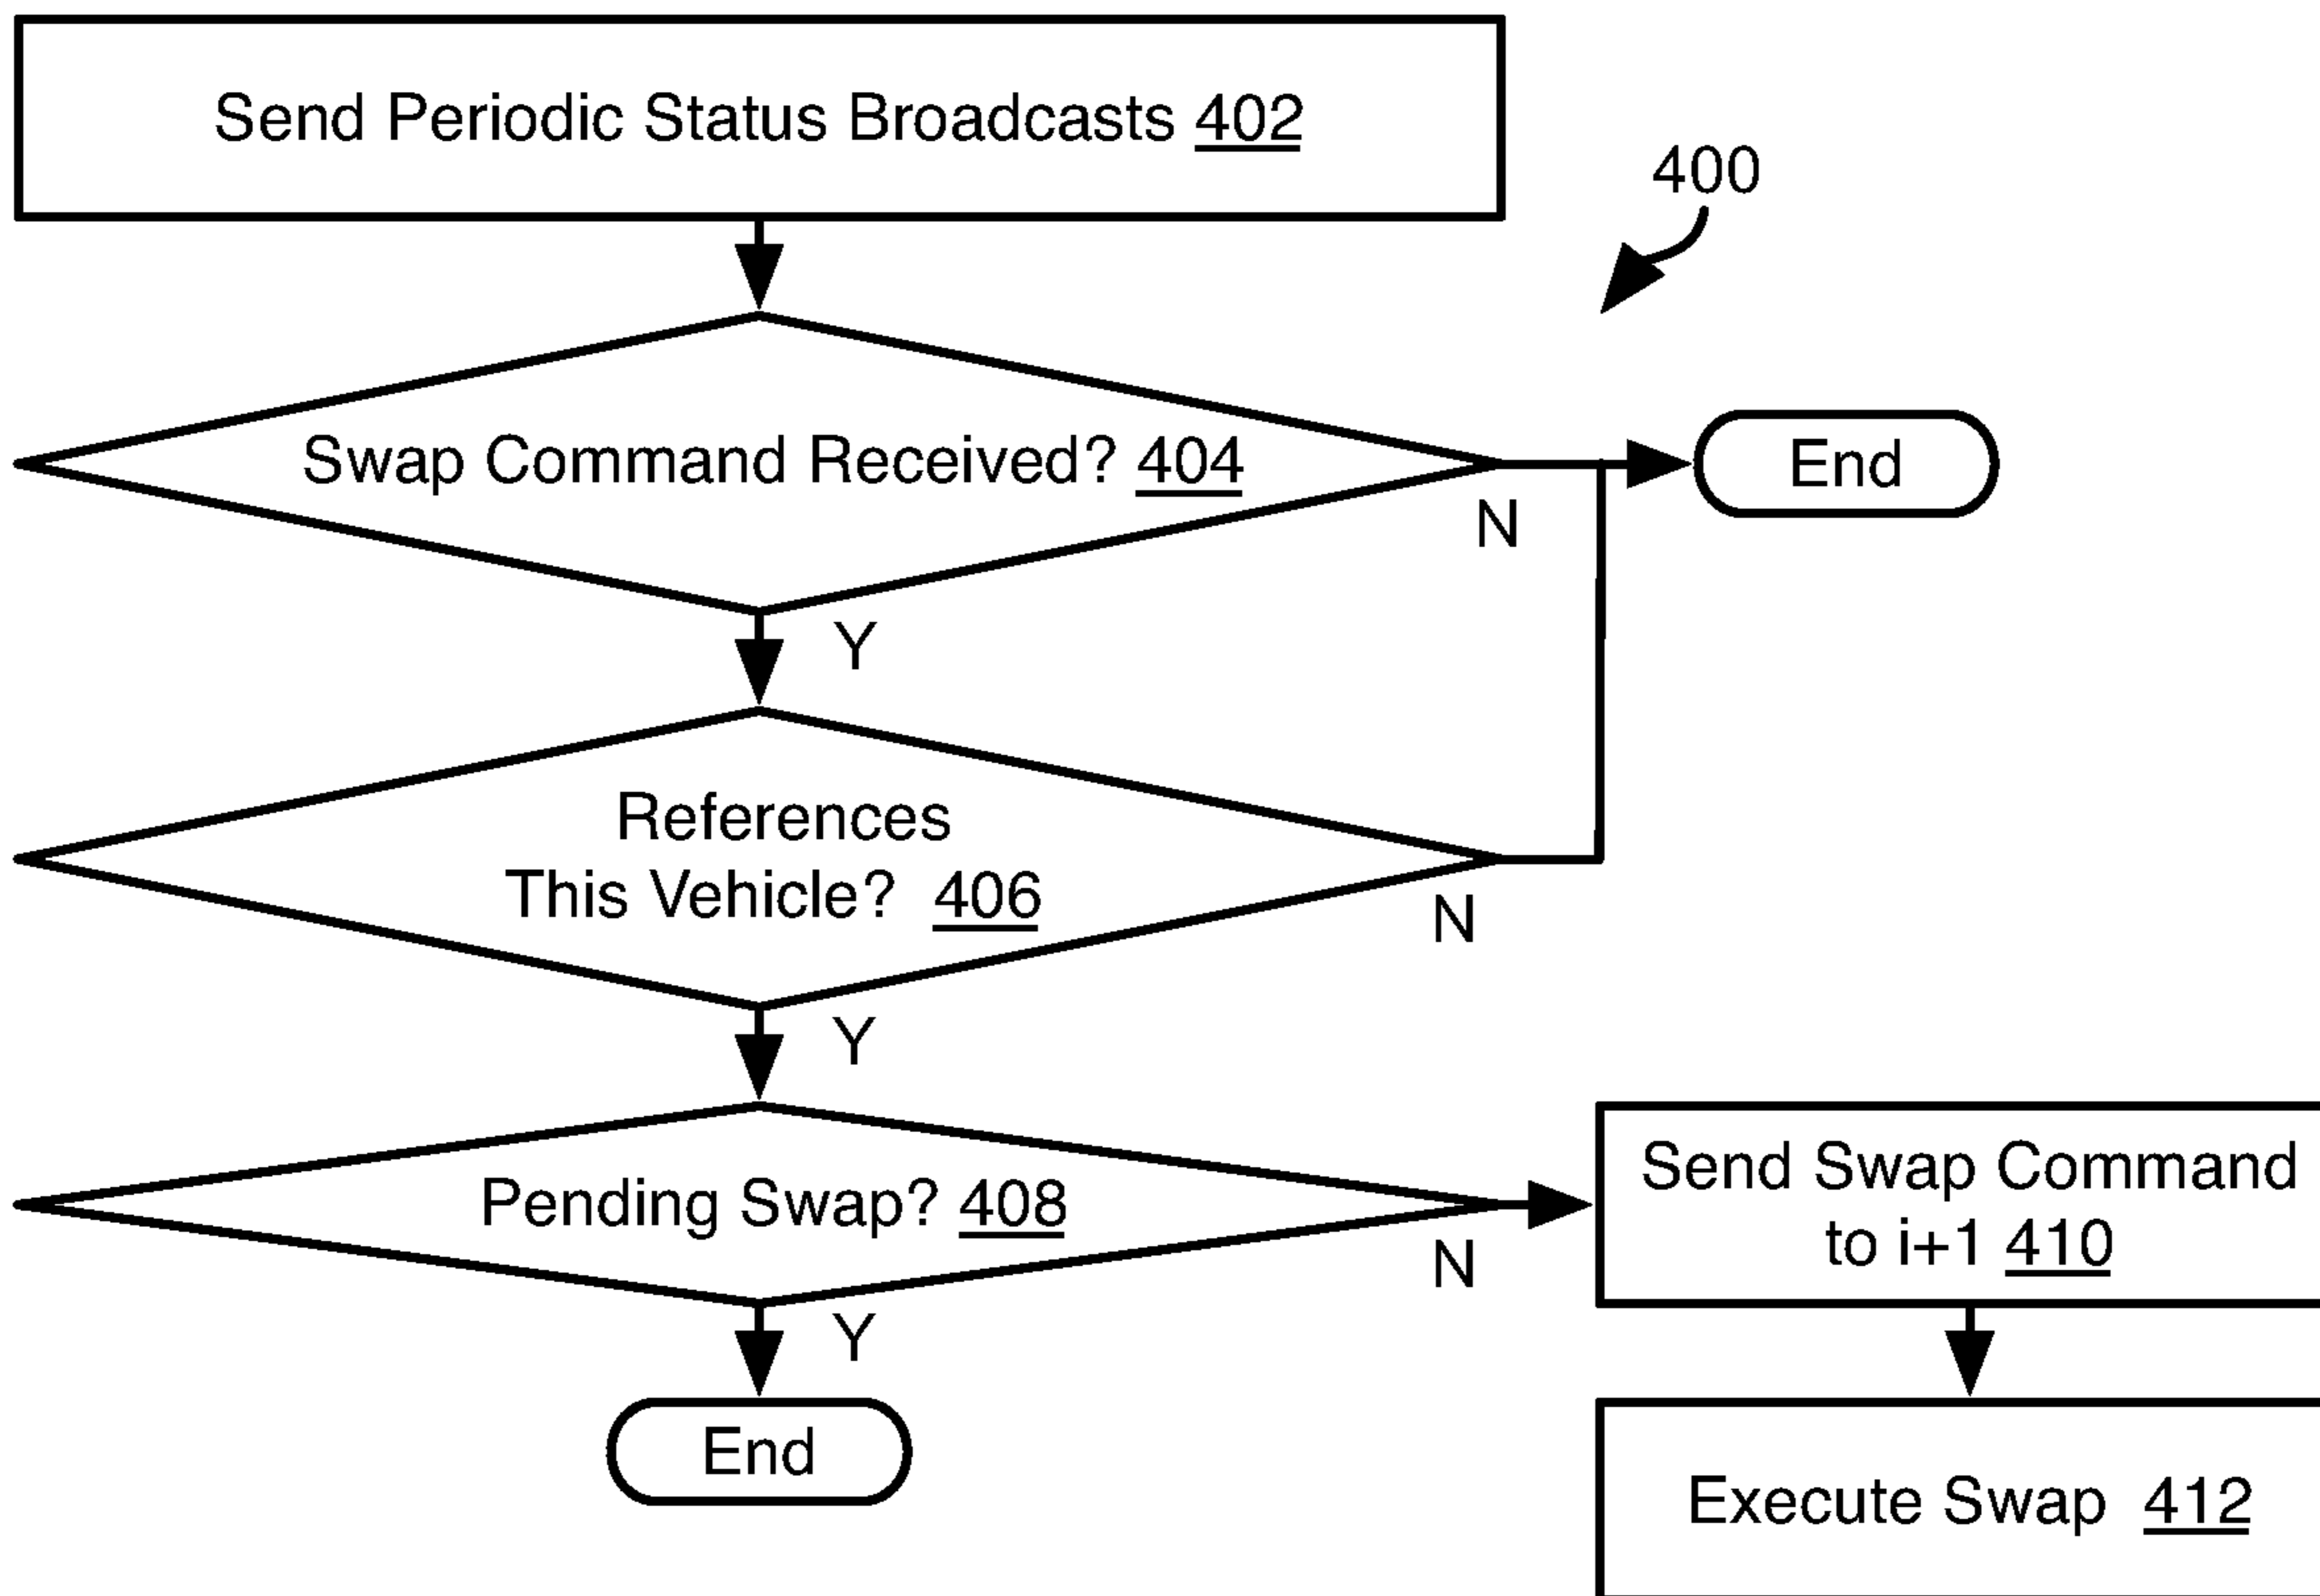 Send Periodic Status Broadcasts 402
400
Swap Command Received? 404
End
N
Y
References
This Vehicle? 406
N
Y
Pending Swap? 408
N
Send Swap Command
to i+1 410
Y
End
Execute Swap 412